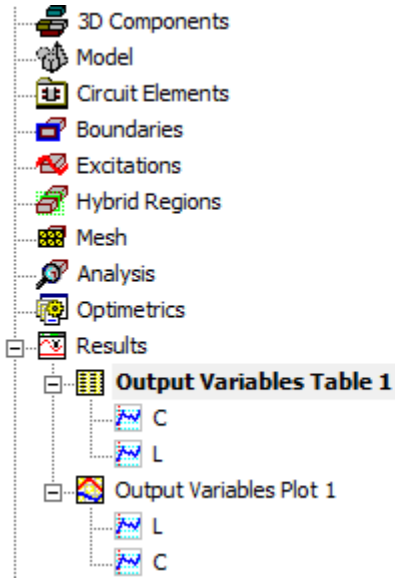 3D Components
Model
Circuit Elements
Boundaries
Excitations
Hybrid Regions
Mesh
Analysis
Optimetrics
Results
Output Variables Table 1
C
L
Output Variables Plot 1
L
C